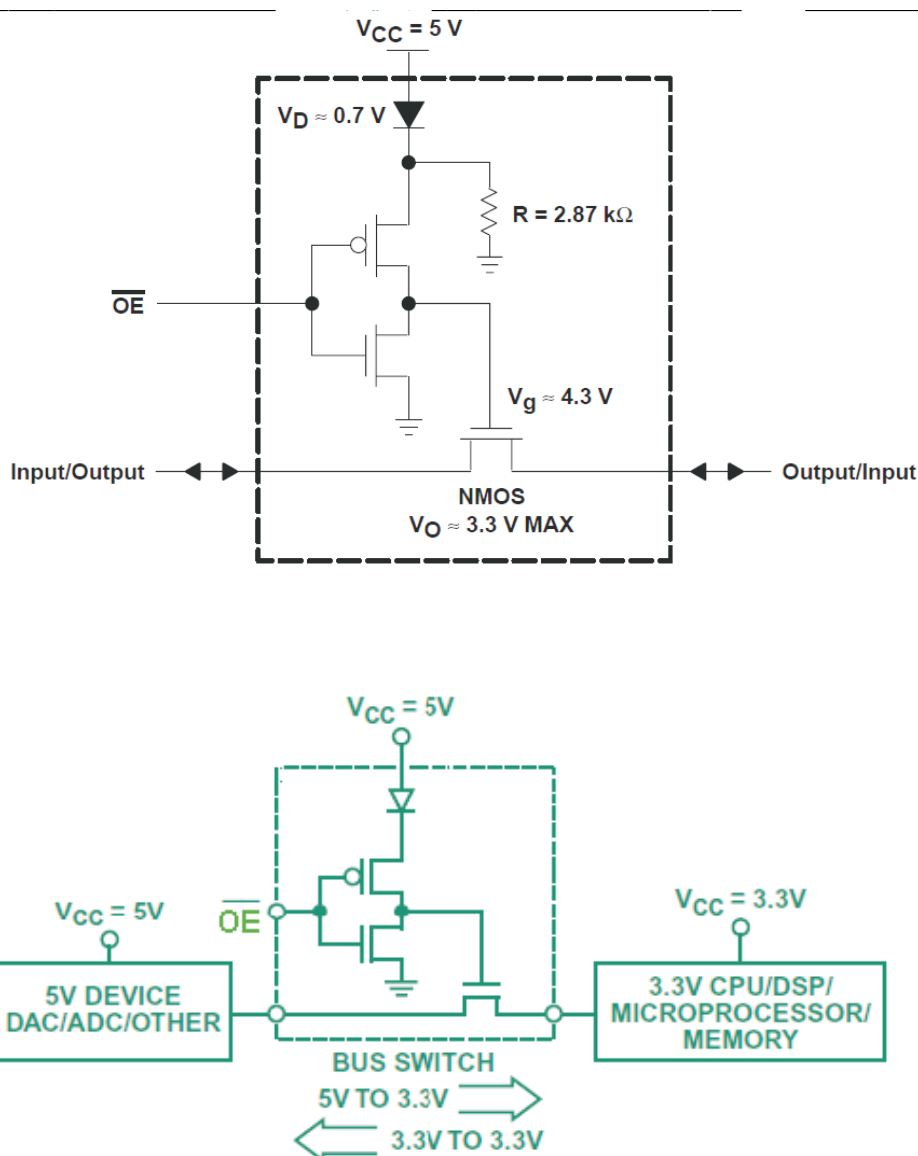 VCC = 5 V
VD ≈ 0.7 V
R = 2.87 kΩ
OE
Vg ≈ 4.3 V
Input/Output
Output/Input
NMOS
VO ≈ 3.3 V MAX
VCC = 5V
VCC = 5V
OE
VCC = 3.3V
5V DEVICE
DAC/ADC/OTHER
3.3V CPU/DSP/
MICROPROCESSOR/
MEMORY
BUS SWITCH
5V TO 3.3V
3.3V TO 3.3V